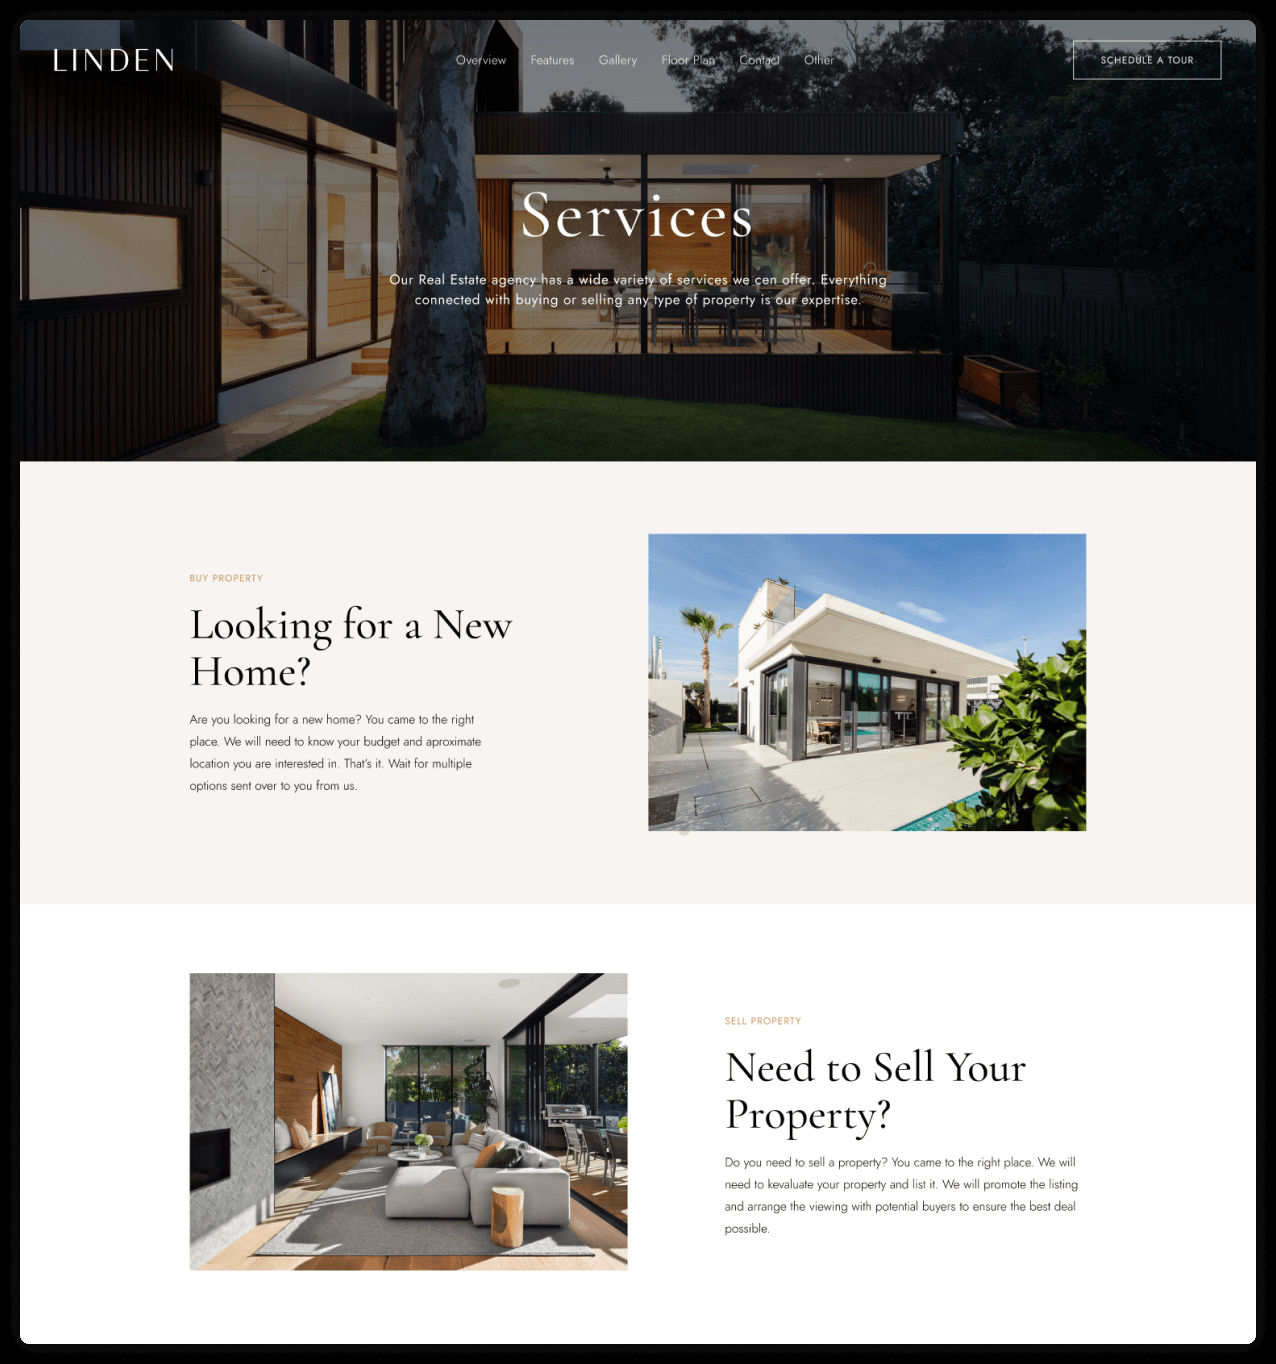 LINDEN
Overview Features Gallery Floor Plan Contact Other
SCHEDULE A TOUR
Services
Our Real Estate agency has a wide variety of services we cen offer. Everything
connected with buying or selling any type of property is our expertise.
BUY PROPERTY
Looking for a New
Home?
Are you looking for a new home? You came to the right
place. We will need to know your budget and aproximate
location you are interested in. That's it. Wait for multiple
options sent over to you from us.
SELL PROPERTY
Need to Sell Your
Property?
Do you need to sell a property? You came to the right place. We will
need to kevaluate your property and list it. We will promote the listing
and arrange the viewing with potential buyers to ensure the best deal
possible.